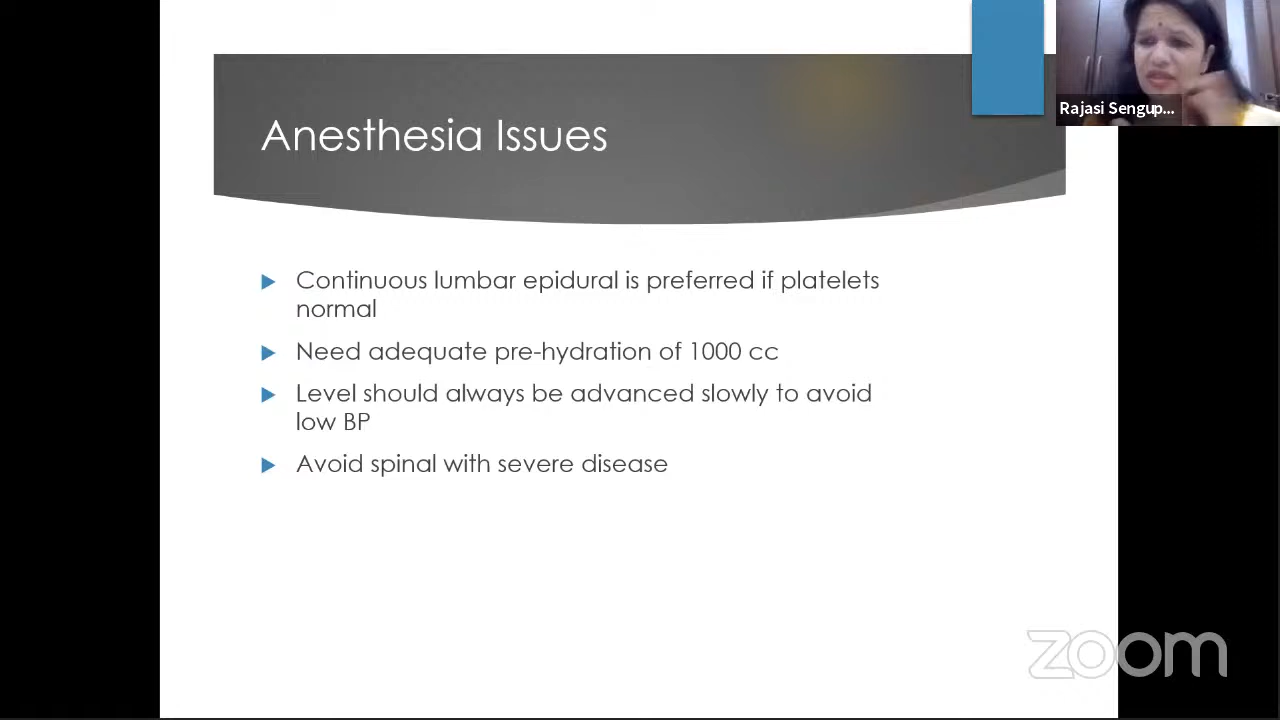 Rajasi Sengup...
Anesthesia Issues
Continuous lumbar epidural is preferred if platelets
normal
Need adequate pre-hydration of 1000 cc
Level should always be advanced slowly to avoid
low BP
Avoid spinal with severe disease
zoom